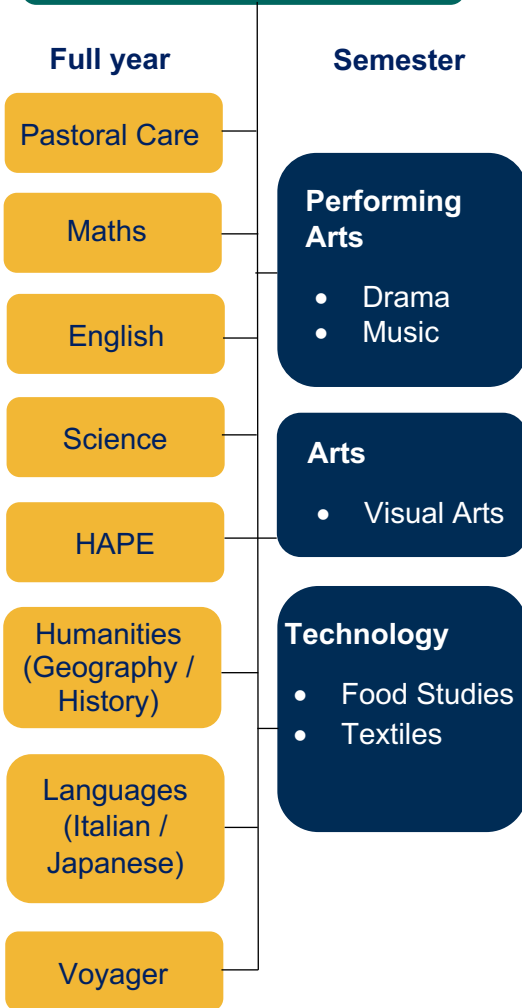 Full year
Pastoral Care
Maths
English
Science
HAPE
Humanities
(Geography /
History)
Languages
(Italian /
Japanese)
Voyager
Semester
Performing
Arts
• Drama
• Music
Arts
• Visual Arts
Technology
• Food Studies
• Textiles